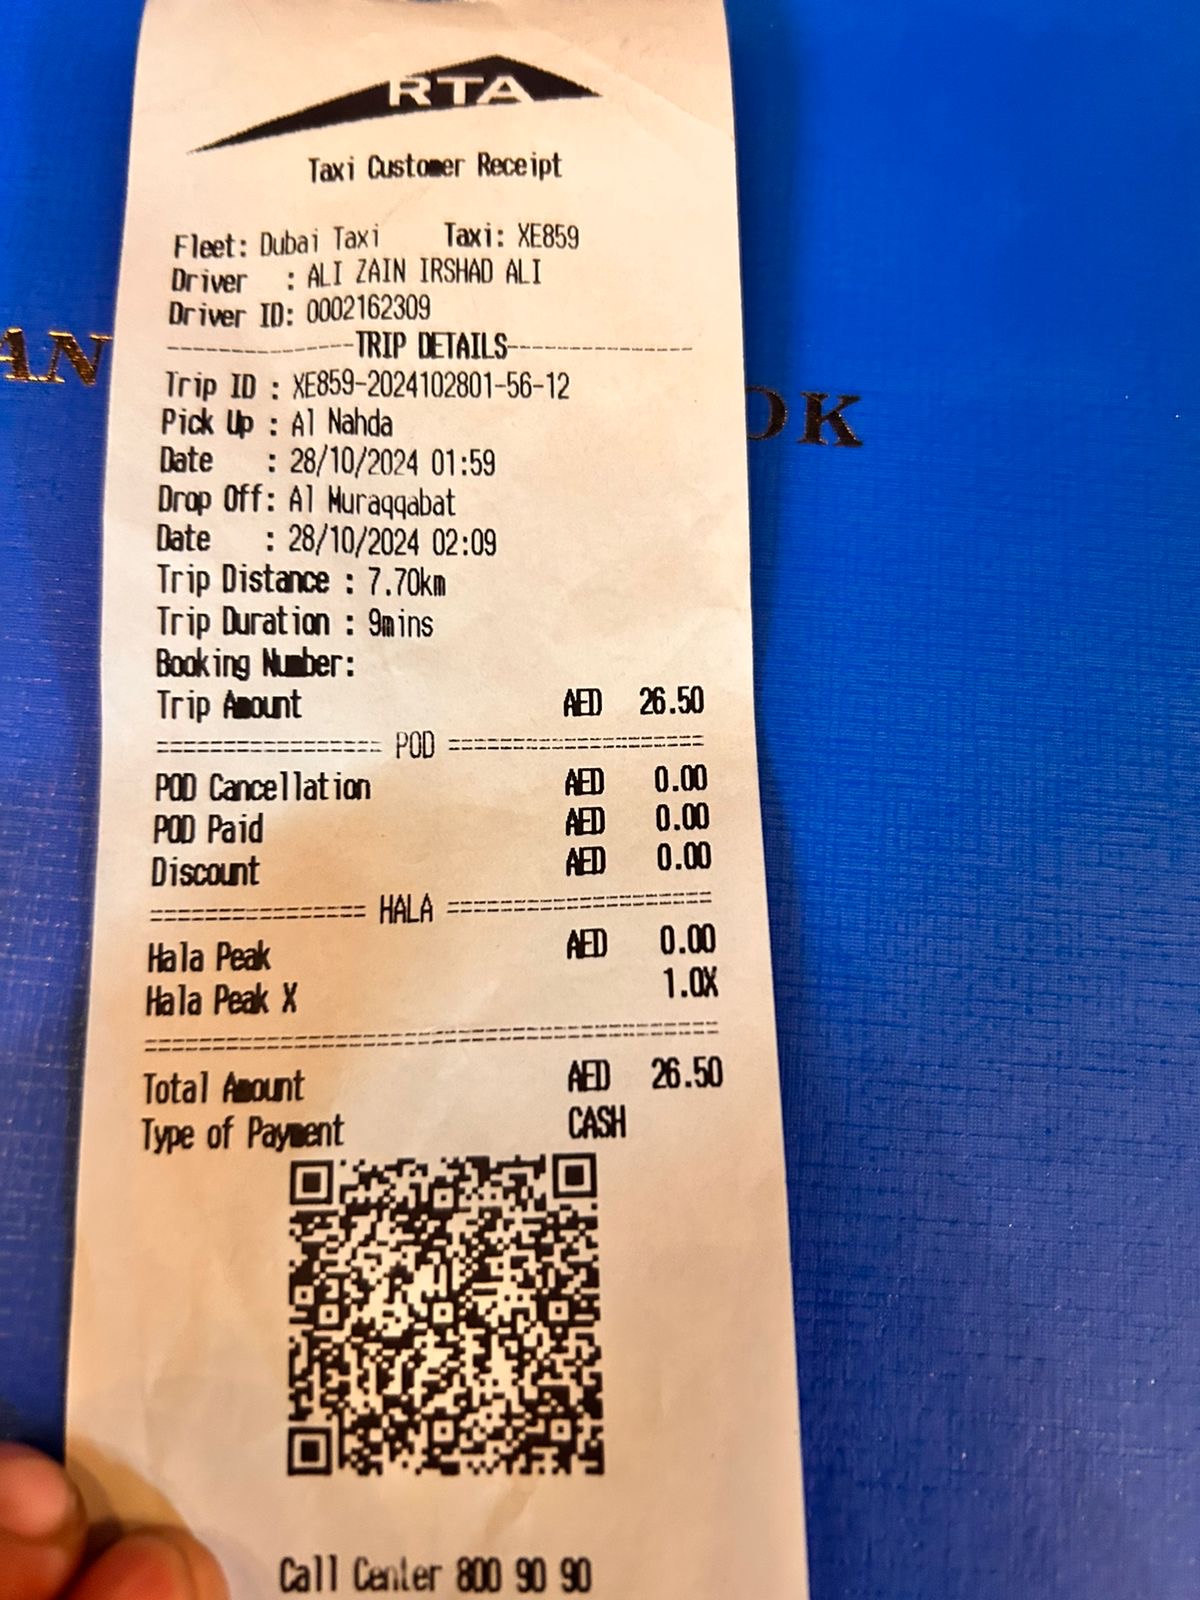 RTA
Taxi Customer Receipt
Fleet: Dubai Taxi Taxi: XE859
Driver : ALI ZAIN IRSHAD ALI
Driver ID: 0002162309
---------------TRIP DETAILS---------------
Trip ID : XE859-2024102801-56-12
Pick Up : Al Nahda
Date : 28/10/2024 01:59
Drop Off: Al Muraqqabat
Date : 28/10/2024 02:09
Trip Distance : 7.70km
Trip Duration : 9mins
Booking Number:
Trip Amount AED 26.50
================= POD ===================
POD Cancellation AED 0.00
POD Paid AED 0.00
Discount AED 0.00
================= HALA ===================
Hala Peak AED 0.00
Hala Peak X 1.0X
=============================================
Total Amount AED 26.50
Type of Payment CASH
Call Center 800 90 90
AN
OK